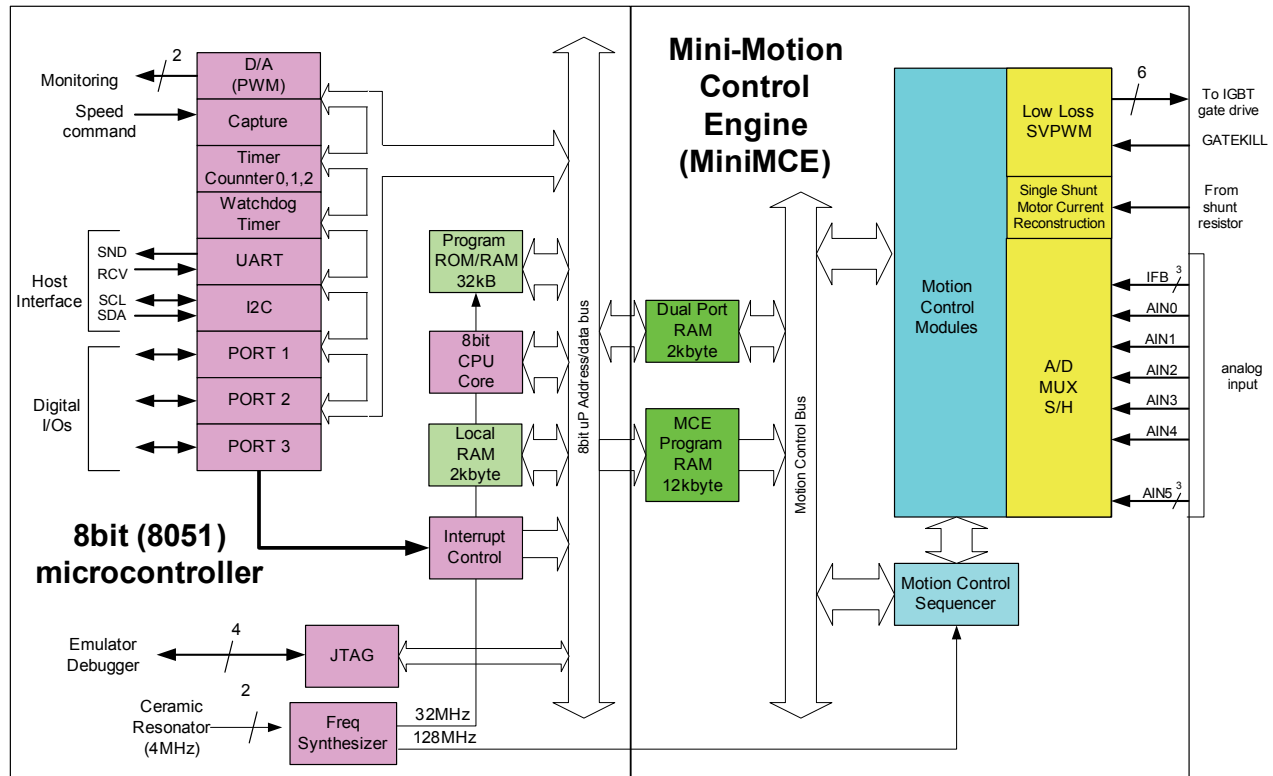 2
Monitoring
Speed
command
D/A
(PWM)
Capture
Timer
Counnter 0,1,2
Watchdog
Timer
UART
I2C
PORT 1
PORT 2
PORT 3
Host
Interface
SND
RCV
SCL
SDA
Digital
I/Os
8bit (8051)
microcontroller
Program
ROM/RAM
32kB
8bit
CPU
Core
Local
RAM
2kbyte
Interrupt
Control
Emulator
Debugger
4
JTAG
Ceramic
Resonator
(4MHz)
2
Freq
Synthesizer
32MHz
128MHz
8bit uP Address/data bus
Mini-Motion
Control
Engine
(MiniMCE)
Dual Port
RAM
2kbyte
MCE
Program
RAM
12kbyte
Motion Control Bus
Motion
Control
Modules
Low Loss
SVPWM
Single Shunt
Motor Current
Reconstruction
A/D
MUX
S/H
Motion Control
Sequencer
6
To IGBT
gate drive
GATEKILL
From
shunt
resistor
IFB 3
AIN0
AIN1
AIN2
AIN3
AIN4
AIN5 3
analog
input